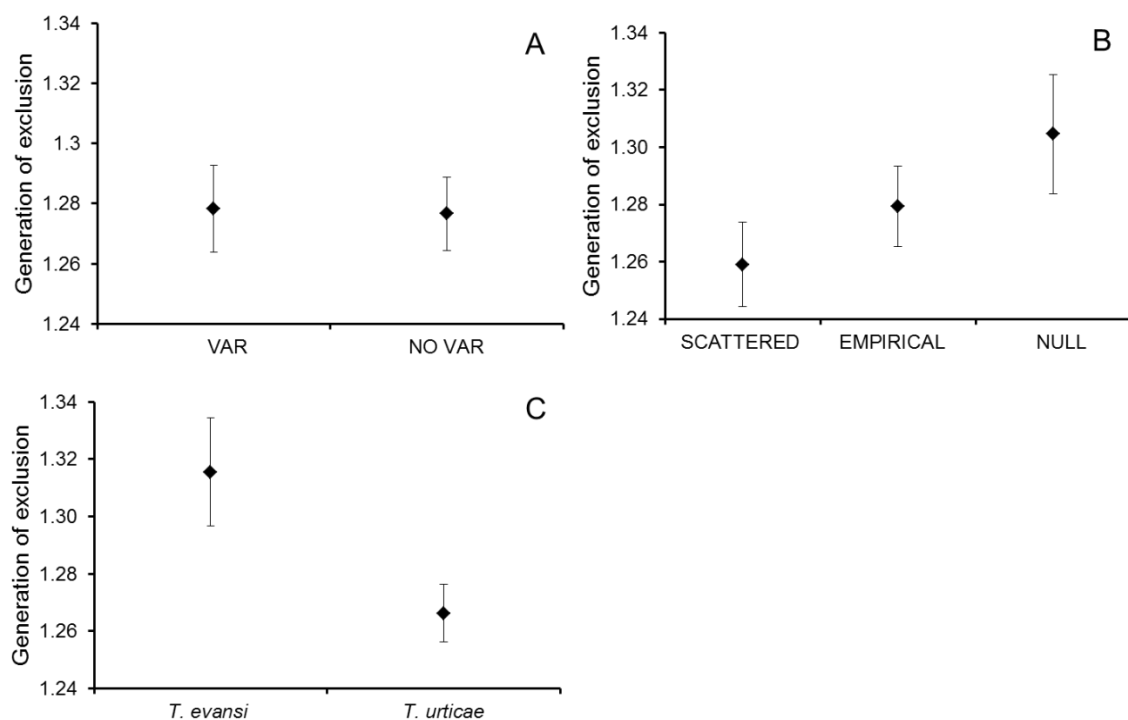 A
Generation of exclusion
1.34
1.32
1.3
1.28
1.26
1.24
VAR NO VAR
B
Generation of exclusion
1.34
1.32
1.30
1.28
1.26
1.24
SCATTERED EMPIRICAL NULL
C
Generation of exclusion
1.34
1.32
1.30
1.28
1.26
1.24
T. evansi T. urticae